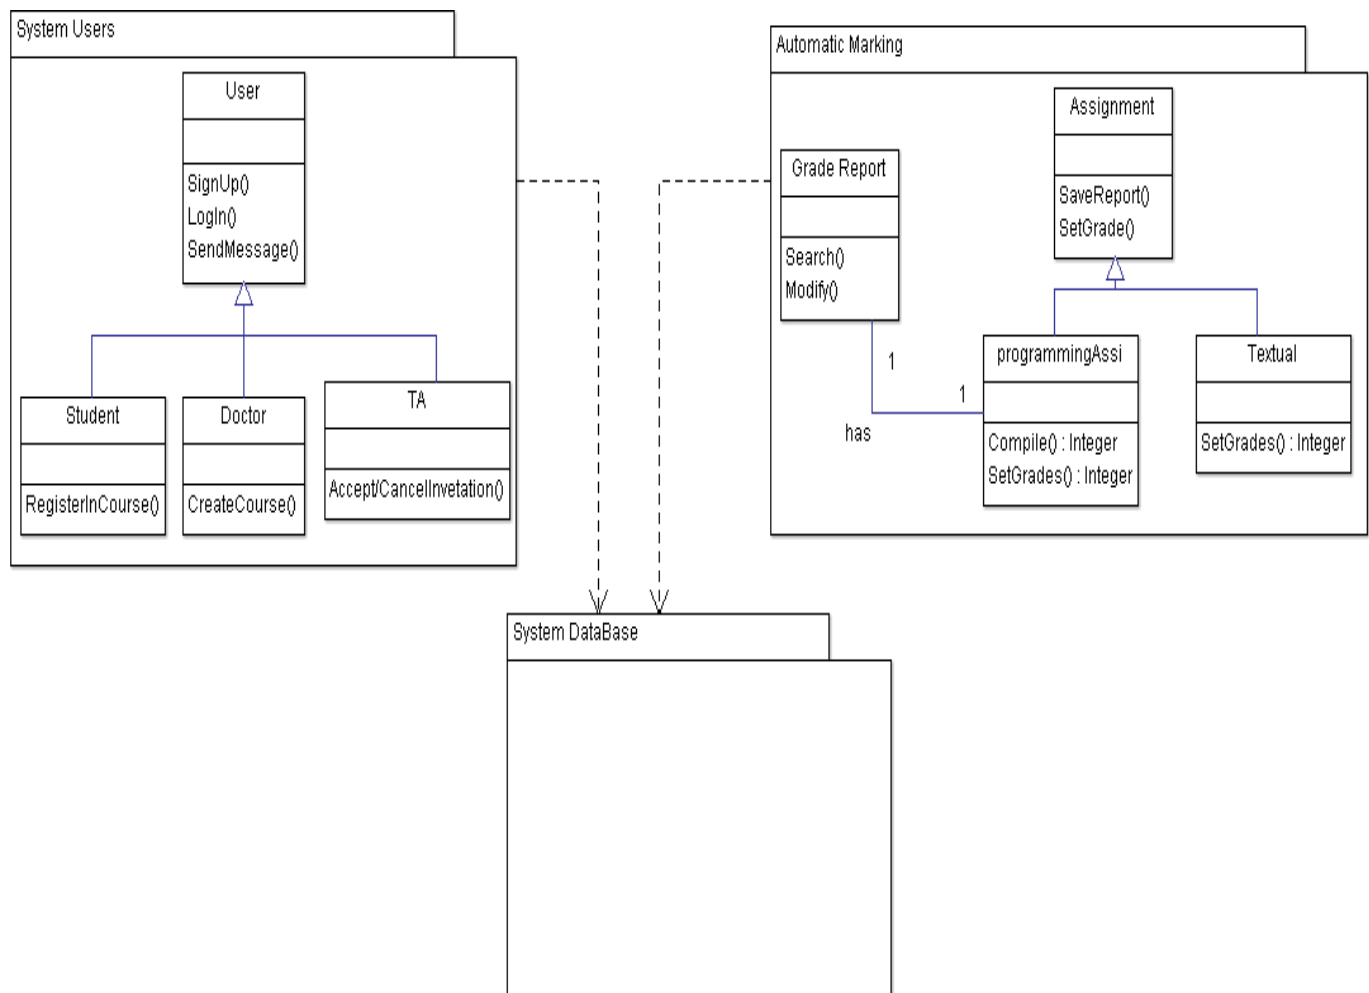 System Users
User
SignUp()
LogIn()
SendMessage()
Student
RegisterInCourse()
Doctor
CreateCourse()
TA
Accept/CancelInvetation()
Automatic Marking
Grade Report
Search()
Modify()
Assignment
SaveReport()
SetGrade()
1
1
has
programmingAssi
Compile() : Integer
SetGrades() : Integer
Textual
SetGrades() : Integer
System DataBase